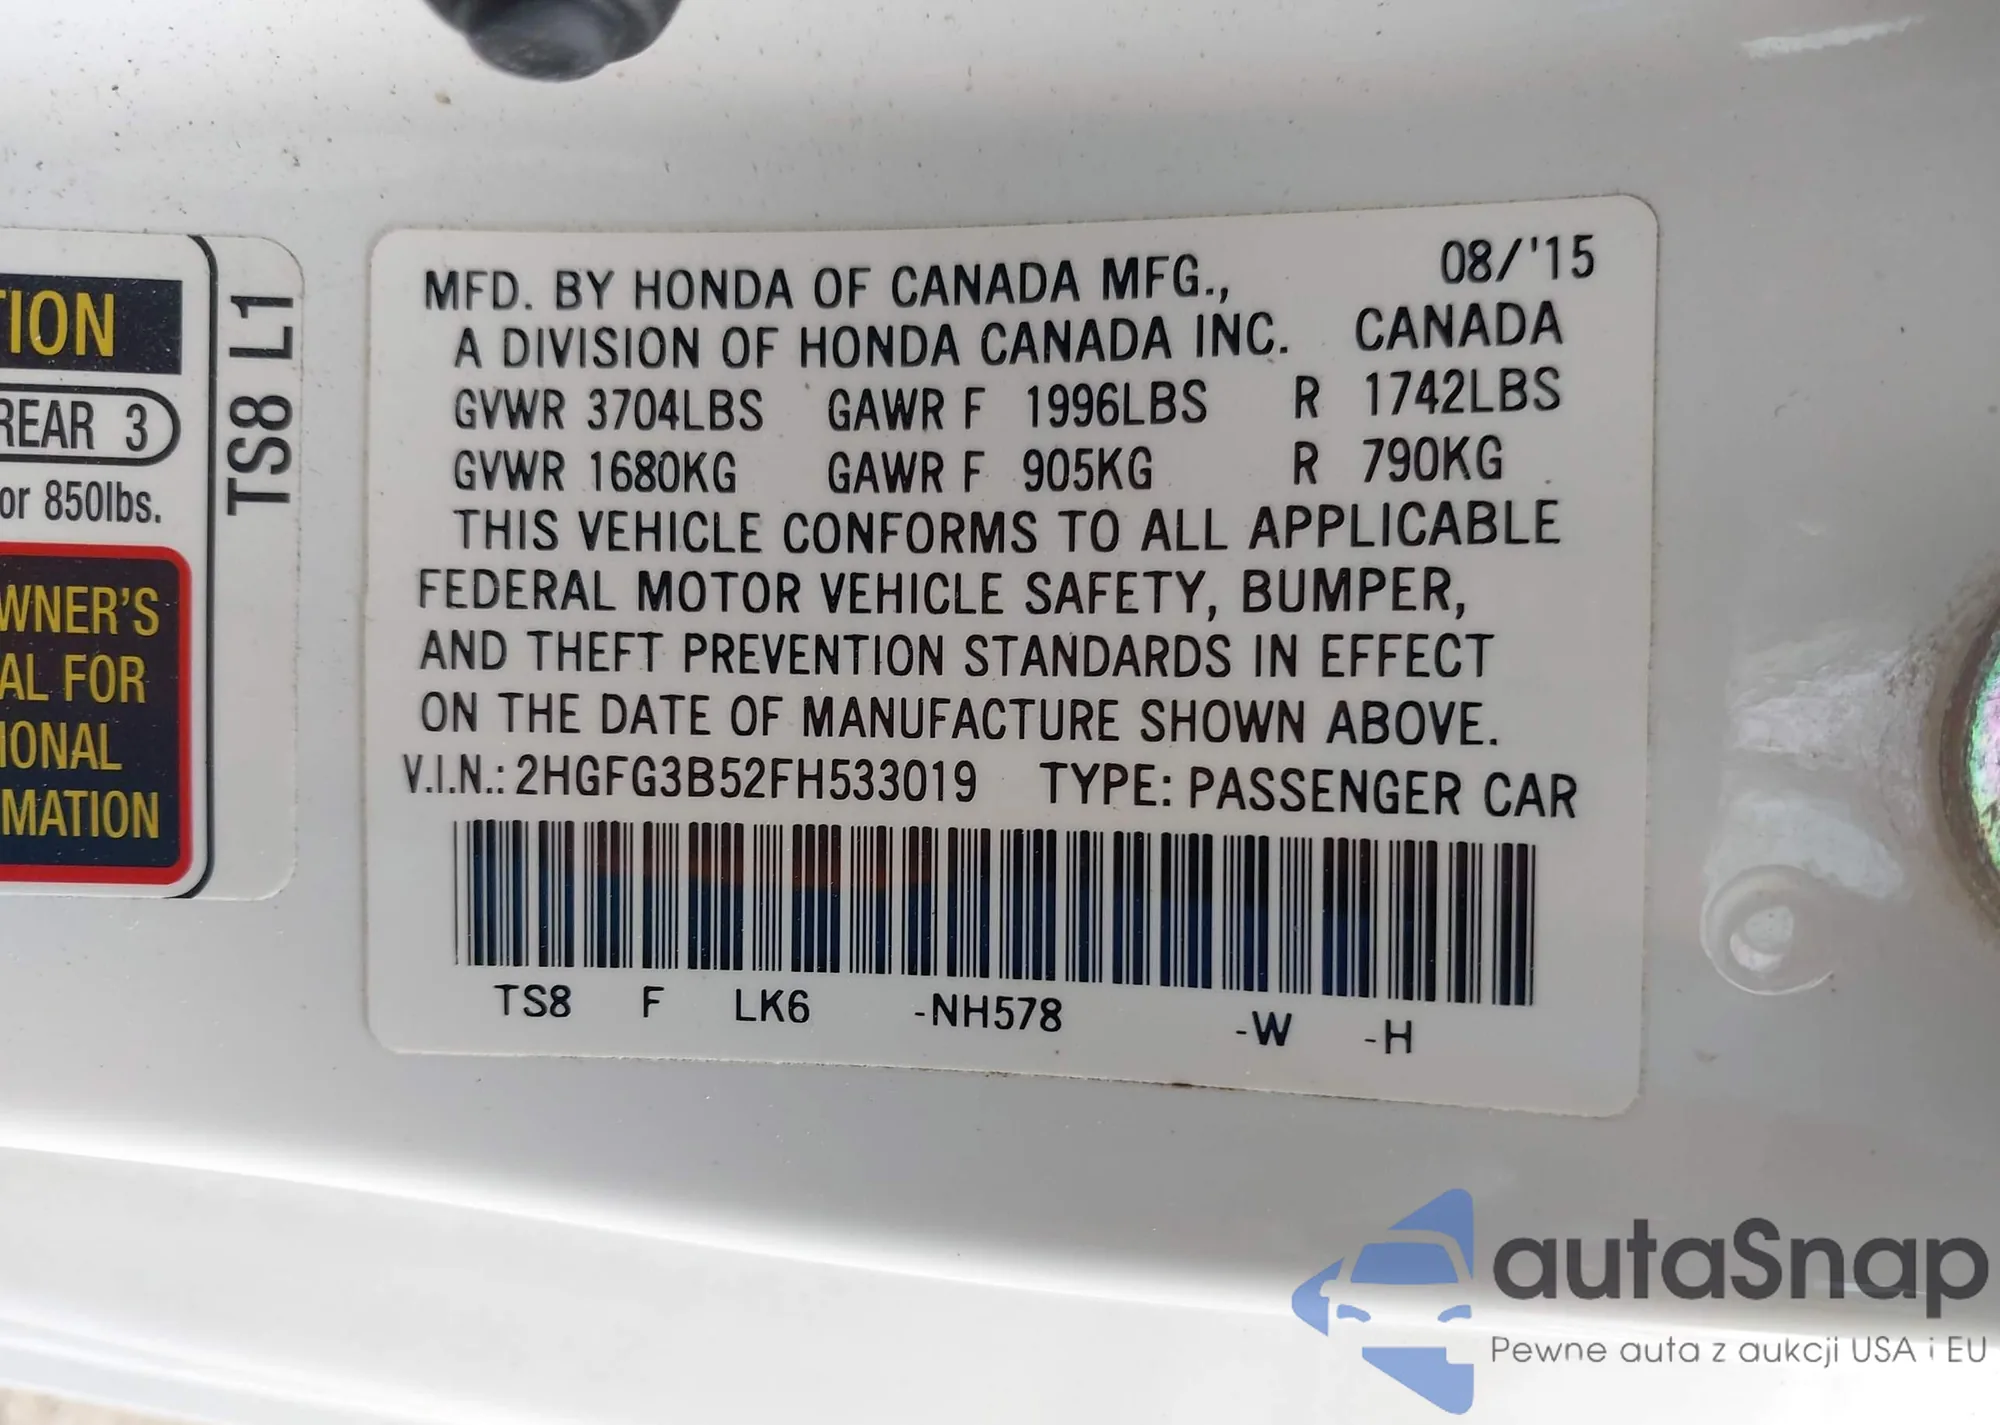 TION
REAR 3
or 850lbs.
WNER'S
AL FOR
IONAL
MATION
TS8 L1
MFD. BY HONDA OF CANADA MFG., 08/'15
A DIVISION OF HONDA CANADA INC. CANADA
GVWR 3704LBS GAWR F 1996LBS R 1742LBS
GVWR 1680KG GAWR F 905KG R 790KG
THIS VEHICLE CONFORMS TO ALL APPLICABLE
FEDERAL MOTOR VEHICLE SAFETY, BUMPER,
AND THEFT PREVENTION STANDARDS IN EFFECT
ON THE DATE OF MANUFACTURE SHOWN ABOVE.
V.I.N.: 2HGFG3B52FH533019 TYPE: PASSENGER CAR
TS8 F LK6 -NH578 -W -H
autaSnap
Pewne auta z aukcji USA i EU